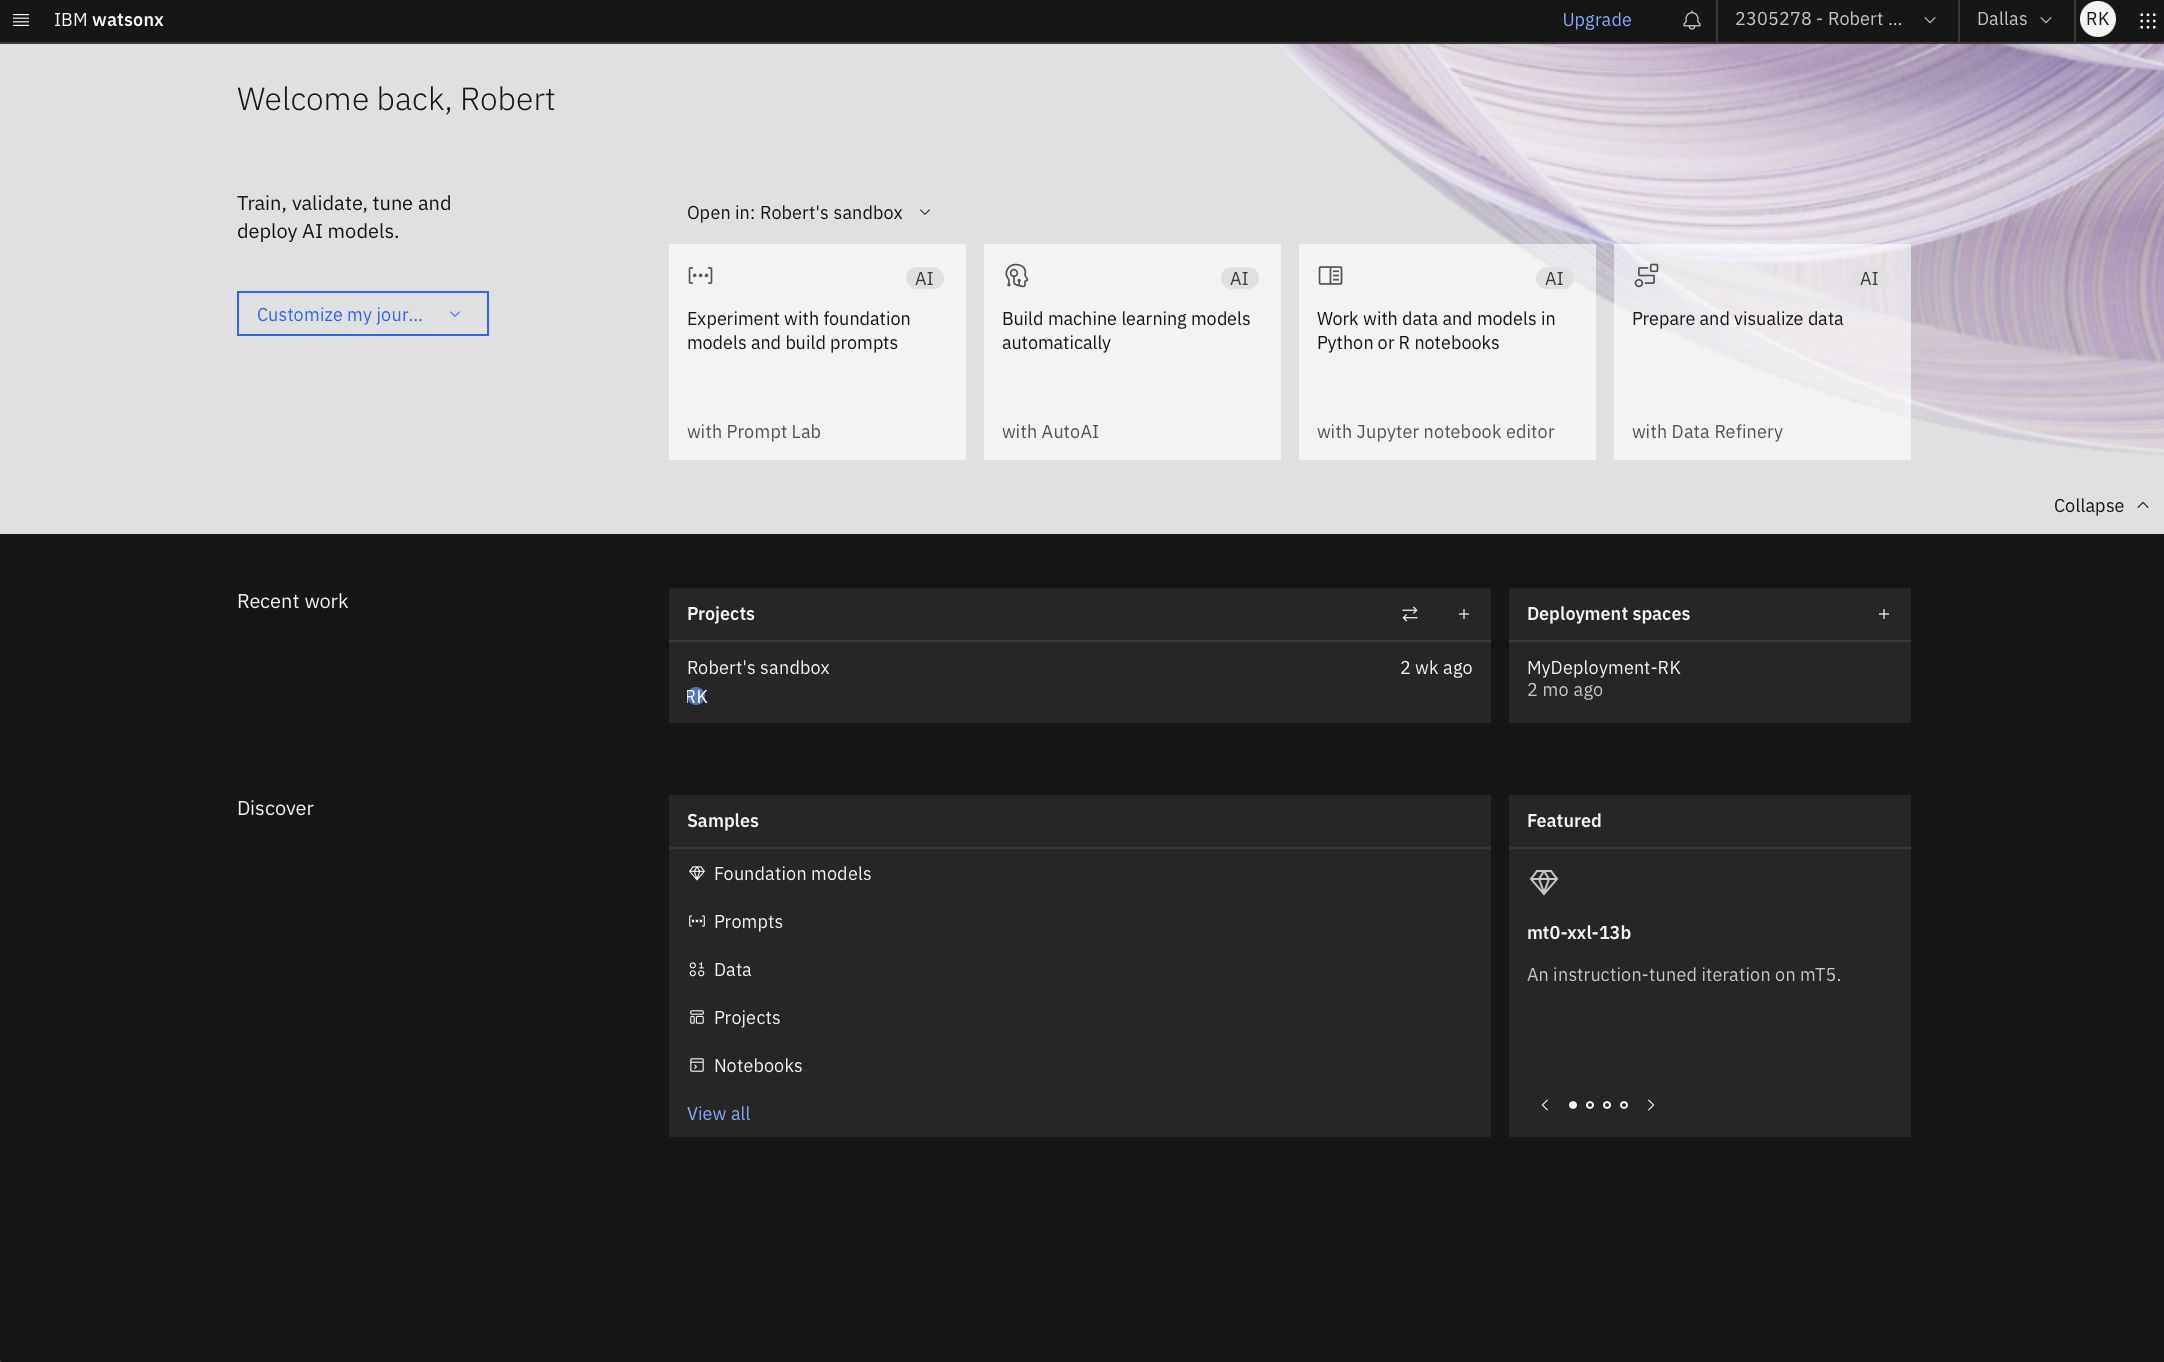 IBM watsonx
Upgrade
2305278 - Robert ...
Dallas
RK
Welcome back, Robert
Train, validate, tune and
deploy AI models.
Customize my jour...
Open in: Robert's sandbox
AI
Experiment with foundation
models and build prompts
with Prompt Lab
AI
Build machine learning models
automatically
with AutoAI
AI
Work with data and models in
Python or R notebooks
with Jupyter notebook editor
AI
Prepare and visualize data
with Data Refinery
Collapse
Recent work
Projects
Robert's sandbox
2 wk ago
RK
Deployment spaces
MyDeployment-RK
2 mo ago
Discover
Samples
Foundation models
Prompts
Data
Projects
Notebooks
View all
Featured
mt0-xxl-13b
An instruction-tuned iteration on mT5.